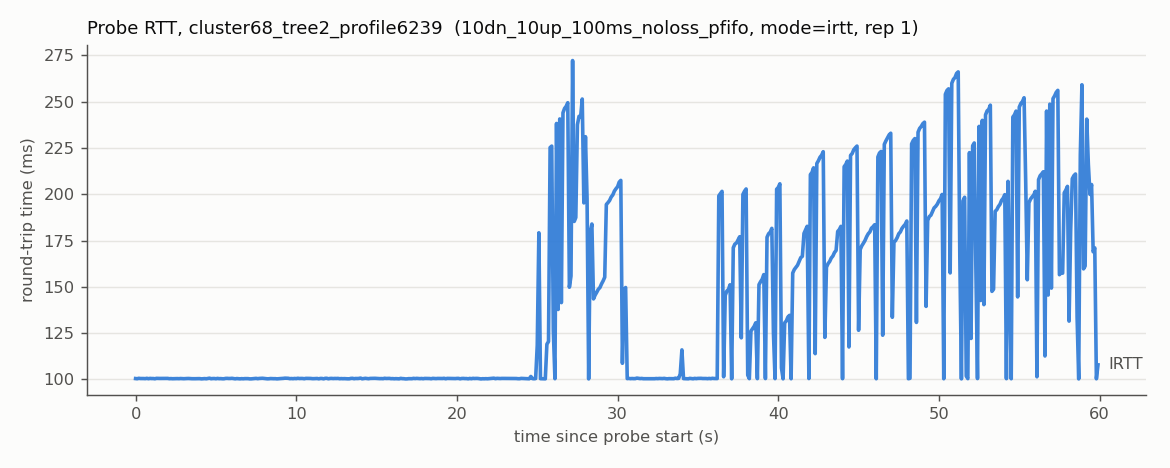 Probe RTT, cluster68_tree2_profile6239  (10dn_10up_100ms_noloss_pfifo, mode=irtt, rep 1)
275
250
225
200
175
150
125
100
round-trip time (ms)
IRTT
0 10 20 30 40 50 60
time since probe start (s)